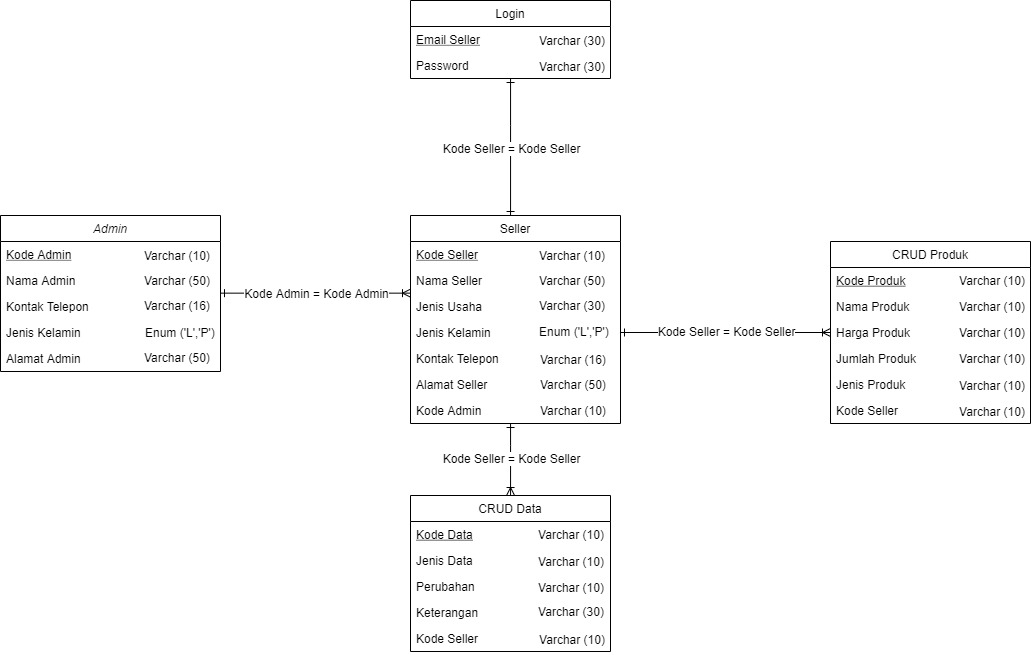 Login
Email Seller Varchar (30)
Password Varchar (30)
Kode Seller = Kode Seller
Admin
Kode Admin Varchar (10)
Nama Admin Varchar (50)
Kontak Telepon Varchar (16)
Jenis Kelamin Enum ('L','P')
Alamat Admin Varchar (50)
Kode Admin = Kode Admin
Seller
Kode Seller Varchar (10)
Nama Seller Varchar (50)
Jenis Usaha Varchar (30)
Jenis Kelamin Enum ('L','P')
Kontak Telepon Varchar (16)
Alamat Seller Varchar (50)
Kode Admin Varchar (10)
Kode Seller = Kode Seller
CRUD Produk
Kode Produk Varchar (10)
Nama Produk Varchar (10)
Harga Produk Varchar (10)
Jumlah Produk Varchar (10)
Jenis Produk Varchar (10)
Kode Seller Varchar (10)
Kode Seller = Kode Seller
CRUD Data
Kode Data Varchar (10)
Jenis Data Varchar (10)
Perubahan Varchar (10)
Keterangan Varchar (30)
Kode Seller Varchar (10)